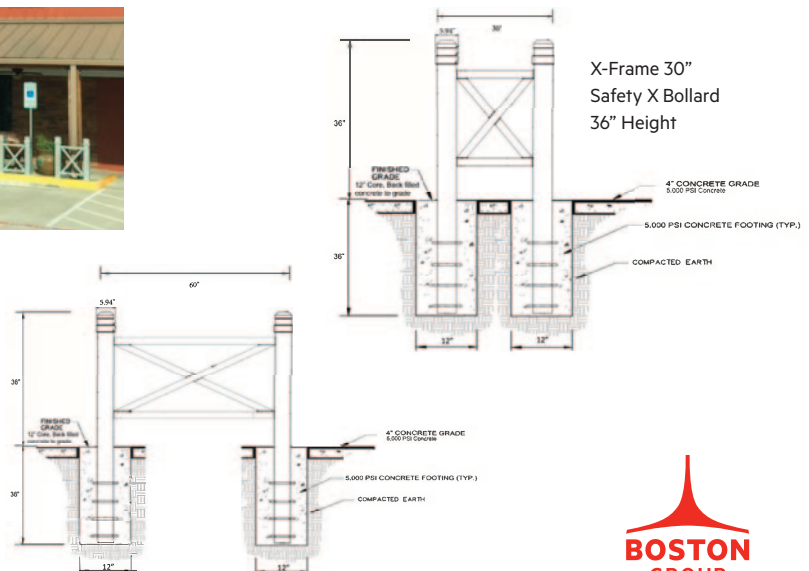 30'
5.93"
X-Frame 30”
Safety X Bollard
36” Height
36"
FINISHED
GRADE
12" Core, Back filled
concrete to grade
4" CONCRETE GRADE
5,000 PSI Concrete
5,000 PSI CONCRETE FOOTING (TYP.)
36"
COMPACTED EARTH
12"
12"
60"
5.94"
36"
FINISHED
GRADE
12" Core, Back filled
concrete to grade
4" CONCRETE GRADE
5,000 PSI Concrete
5,000 PSI CONCRETE FOOTING (TYP.)
36"
COMPACTED EARTH
12"
12"
BOSTON
GROUP